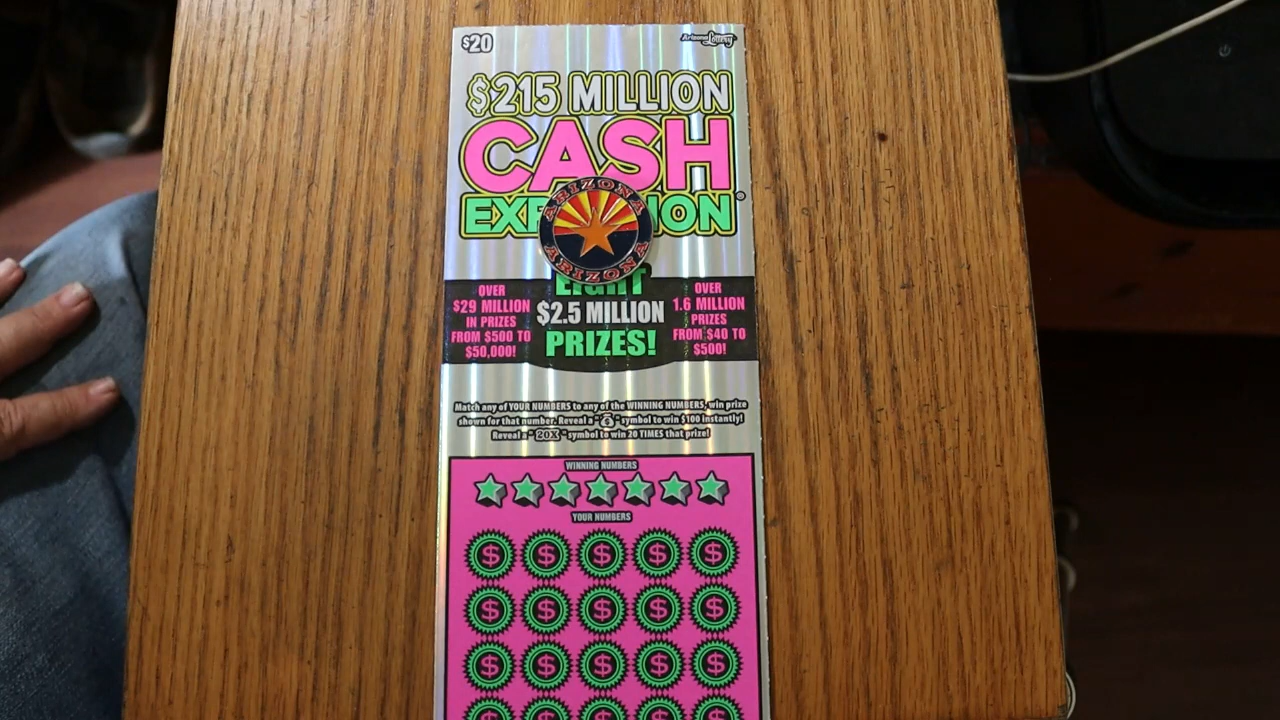 $20
Arizona Lottery
$215 MILLION
CASH
EXP ION®
ARIZONA
ARIZONA
OVER
$29 MILLION
IN PRIZES
FROM $500 TO
$50,000!
EIGHT
$2.5 MILLION
PRIZES!
OVER
1.6 MILLION
PRIZES
FROM $40 TO
$500!
Match any of YOUR NUMBERS to any of the WINNING NUMBERS, win prize
shown for that number. Reveal a "$" symbol to win $100 instantly!
Reveal a "20X" symbol to win 20 TIMES that prize!
WINNING NUMBERS
YOUR NUMBERS
$ $ $ $ $
$ $ $ $ $
$ $ $ $ $
$ $ $ $ $